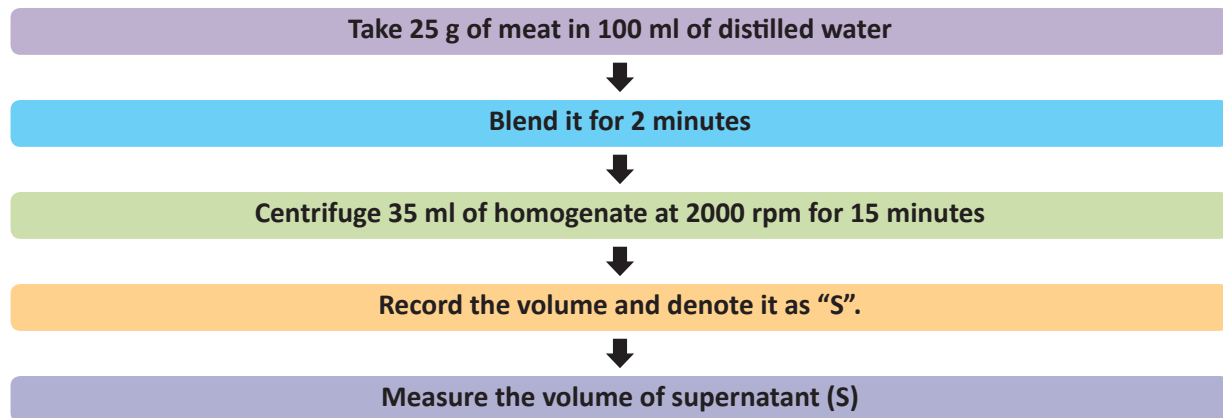 Take 25 g of meat in 100 ml of distilled water
Blend it for 2 minutes
Centrifuge 35 ml of homogenate at 2000 rpm for 15 minutes
Record the volume and denote it as “S”.
Measure the volume of supernatant (S)